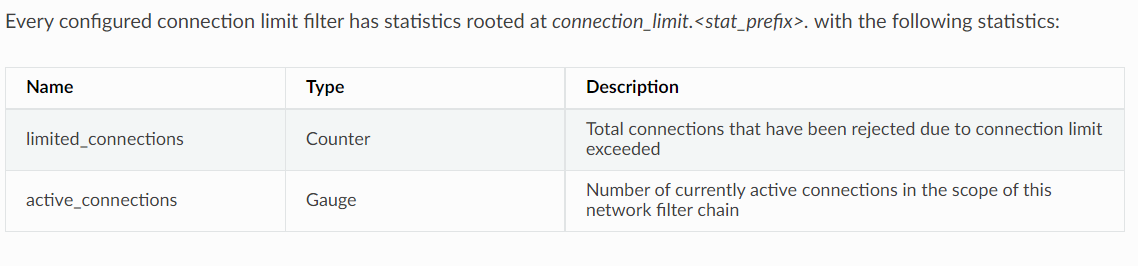 Every configured connection limit filter has statistics rooted at connection_limit.<stat_prefix>. with the following statistics:
Name Type Description
limited_connections Counter Total connections that have been rejected due to connection limit
exceeded
active_connections Gauge Number of currently active connections in the scope of this
network filter chain